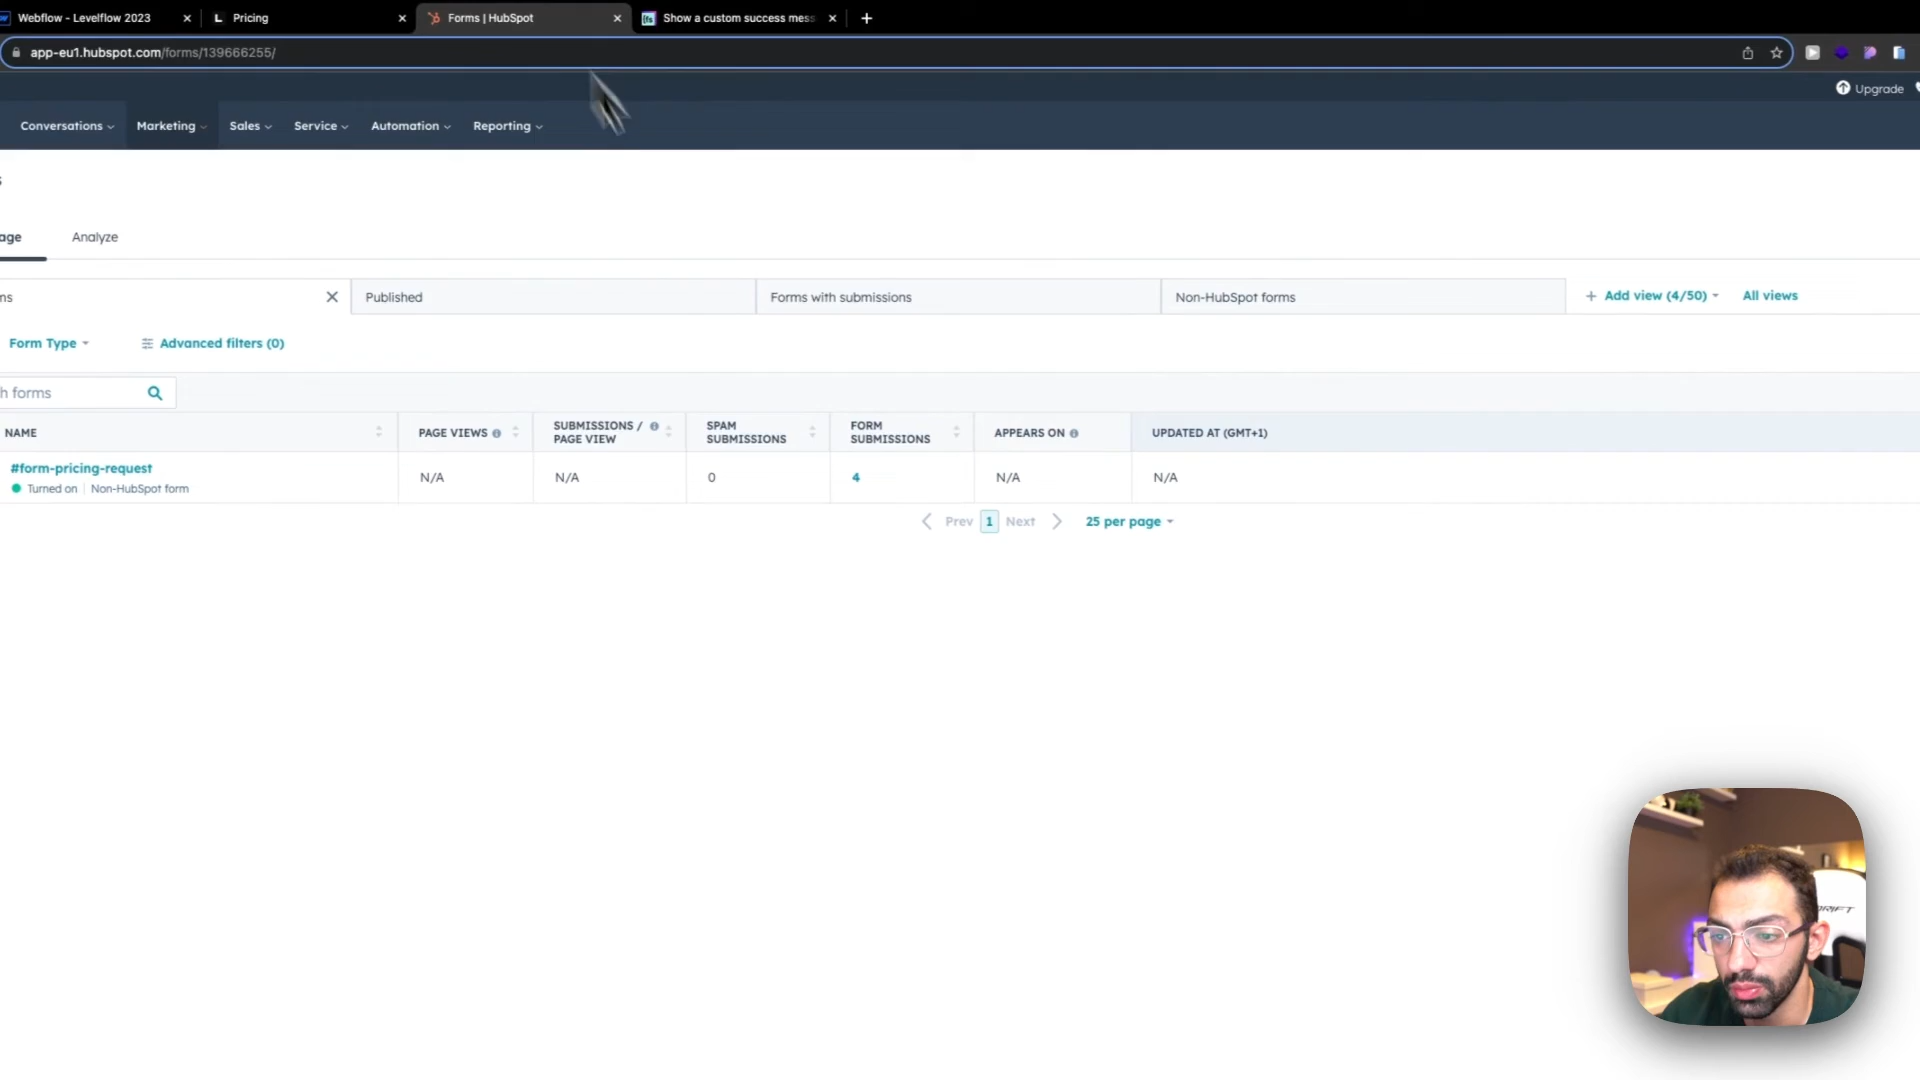 Webflow - Levelflow 2023
Pricing
Forms | HubSpot
Show a custom success mess
app-eu1.hubspot.com/forms/139666255/
Upgrade
Conversations
Marketing
Sales
Service
Automation
Reporting
s
age
Analyze
ms
Published
Forms with submissions
Non-HubSpot forms
Add view (4/50)
All views
Form Type
Advanced filters (0)
h forms
NAME
PAGE VIEWS
SUBMISSIONS /
PAGE VIEW
SPAM
SUBMISSIONS
FORM
SUBMISSIONS
APPEARS ON
UPDATED AT (GMT+1)
#form-pricing-request
Turned on
Non-HubSpot form
N/A
N/A
0
4
N/A
N/A
Prev
1
Next
25 per page